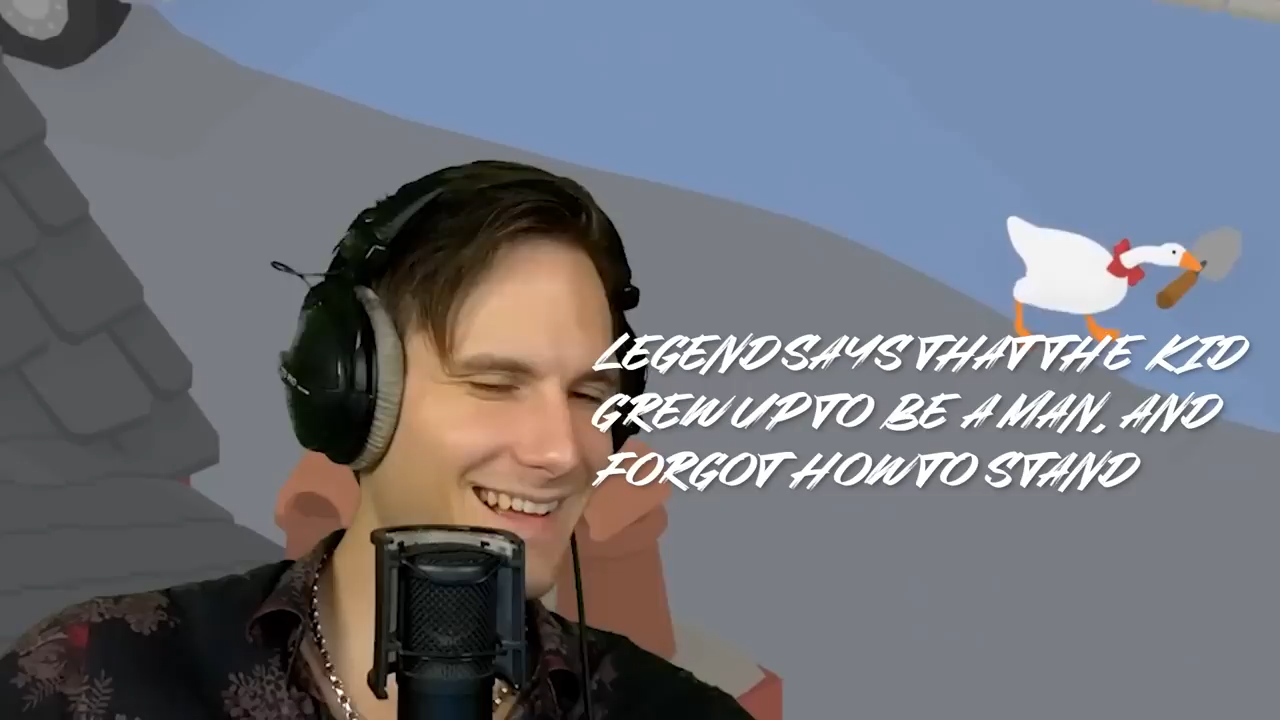 LEGEND SAYS THAT THE KID
GREW UP TO BE A MAN, AND
FORGOT HOW TO STAND